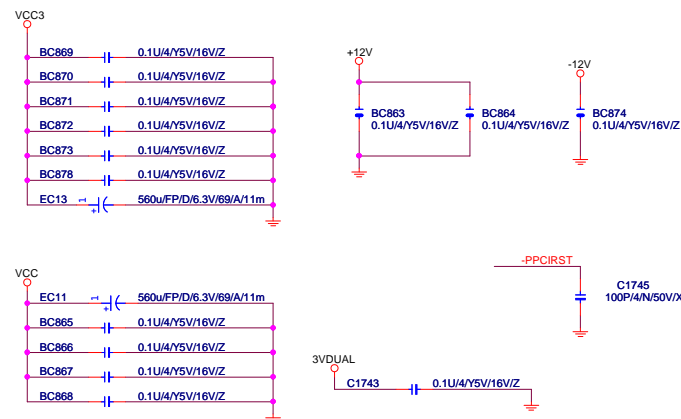 VCC3
BC869 0.1U/4/Y5V/16V/Z
BC870 0.1U/4/Y5V/16V/Z
BC871 0.1U/4/Y5V/16V/Z
BC872 0.1U/4/Y5V/16V/Z
BC873 0.1U/4/Y5V/16V/Z
BC878 0.1U/4/Y5V/16V/Z
EC13 1 + 560u/FP/D/6.3V/69/A/11m
+12V
BC863
0.1U/4/Y5V/16V/Z
BC864
0.1U/4/Y5V/16V/Z
-12V
BC874
0.1U/4/Y5V/16V/Z
VCC
EC11 1 + 560u/FP/D/6.3V/69/A/11m
BC865 0.1U/4/Y5V/16V/Z
BC866 0.1U/4/Y5V/16V/Z
BC867 0.1U/4/Y5V/16V/Z
BC868 0.1U/4/Y5V/16V/Z
-PPCIRST
C1745
100P/4/N/50V/X
3VDUAL
C1743 0.1U/4/Y5V/16V/Z